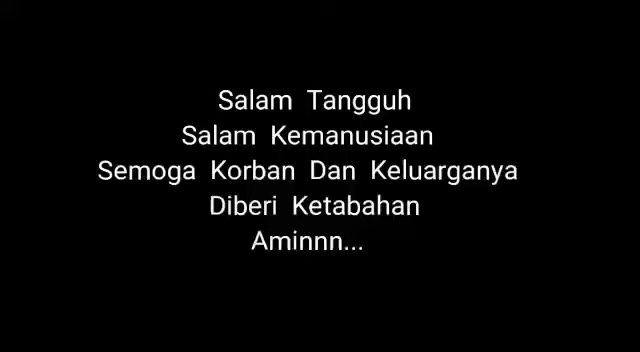 Salam Tangguh
Salam Kemanusiaan
Semoga Korban Dan Keluarganya
Diberi Ketabahan
Aminnn...